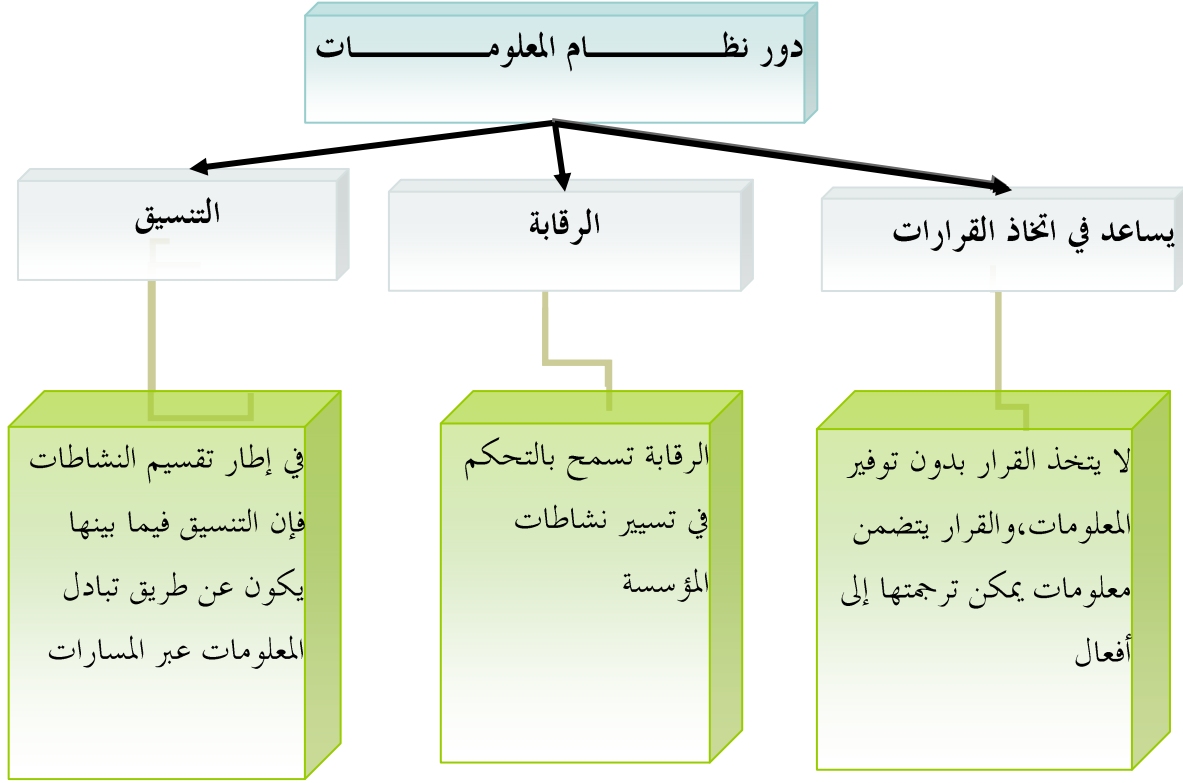 دور نظـــــــــــام المعلومـــــــــــات
يساعد في اتخاذ القرارات
الرقابة
التنسيق
لا يتخذ القرار بدون توفير
المعلومات،والقرار يتضمن
معلومات يمكن ترجمتها إلى
أفعال
الرقابة تسمح بالتحكم
في تسيير نشاطات
المؤسسة
في إطار تقسيم النشاطات
فإن التنسيق فيما بينها
يكون عن طريق تبادل
المعلومات عبر المسارات